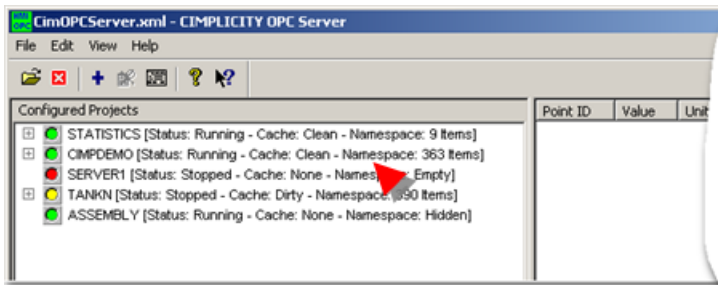 CimOPCServer.xml - CIMPLICITY OPC Server
File Edit View Help
Configured Projects
Point ID Value Unit
STATISTICS [Status: Running - Cache: Clean - Namespace: 9 Items]
CIMPDEMO [Status: Running - Cache: Clean - Namespace: 363 Items]
SERVER1 [Status: Stopped - Cache: None - Empty]
TANKN [Status: Stopped - Cache: Dirty - Namespace: Items]
ASSEMBLY [Status: Running - Cache: None - Namespace: Hidden]